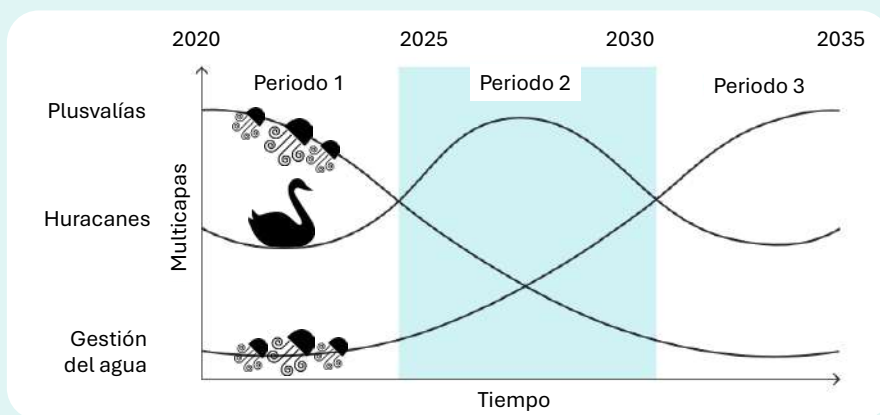 2020 2025 2030 2035
Periodo 1 Periodo 2 Periodo 3
Plusvalías
Huracanes
Gestión
del agua
Multicapas
Tiempo